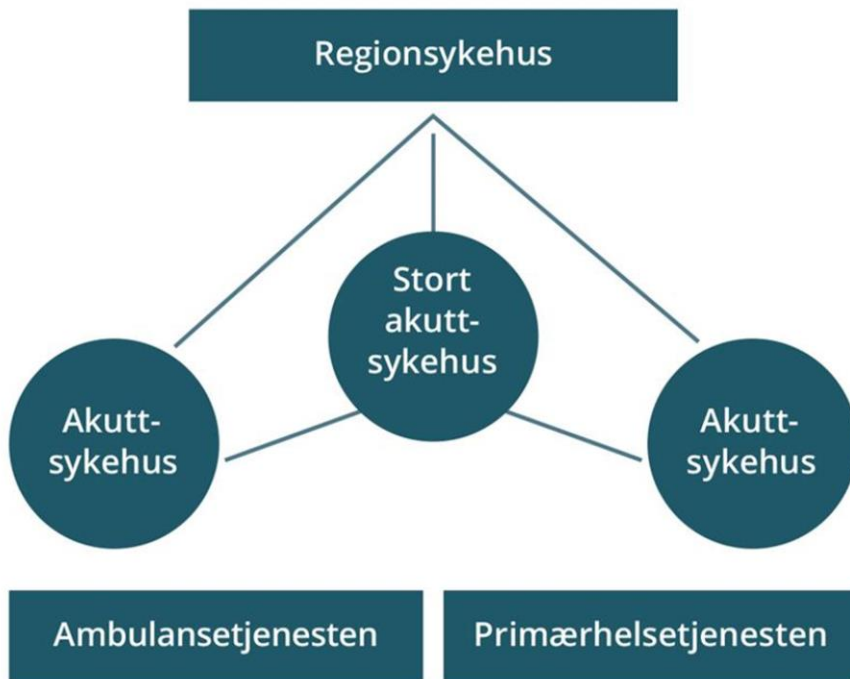 Regionsykehus
Stort
akutt-
sykehus
Akutt-
sykehus
Akutt-
sykehus
Ambulansetjenesten
Primærhelsetjenesten